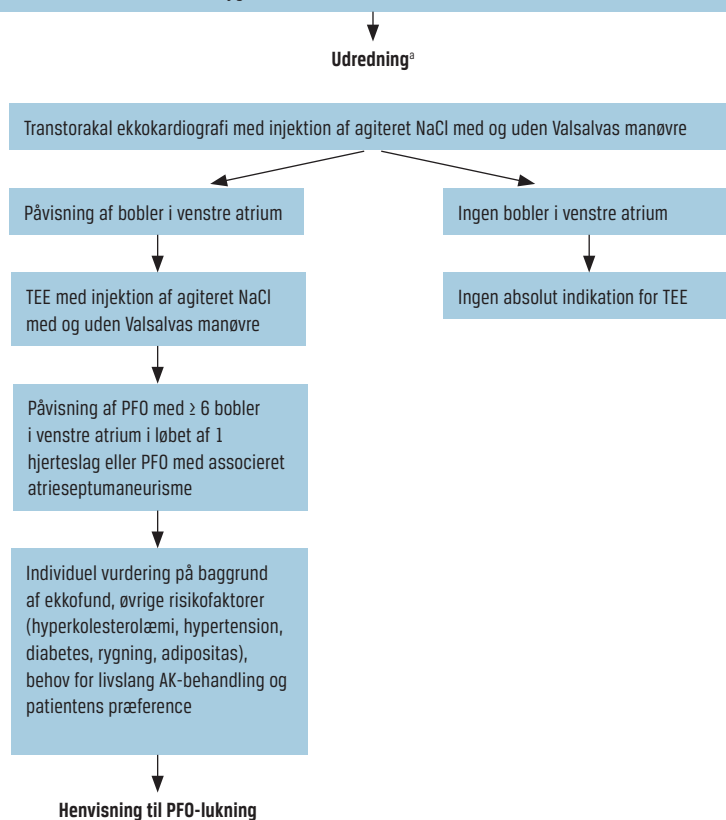 Udredningª
Transtorakal ekkokardiografi med injektion af agiteret NaCl med og uden Valsalvas manøvre
Påvisning af bobler i venstre atrium
Ingen bobler i venstre atrium
TEE med injektion af agiteret NaCl
med og uden Valsalvas manøvre
Ingen absolut indikation for TEE
Påvisning af PFO med ≥ 6 bobler
i venstre atrium i løbet af 1
hjerteslag eller PFO med associeret
atrieseptumaneurisme
Individuel vurdering på baggrund
af ekkofund, øvrige risikofaktorer
(hyperkolesterolæmi, hypertension,
diabetes, rygning, adipositas),
behov for livslang AK-behandling og
patientens præference
Henvisning til PFO-lukning